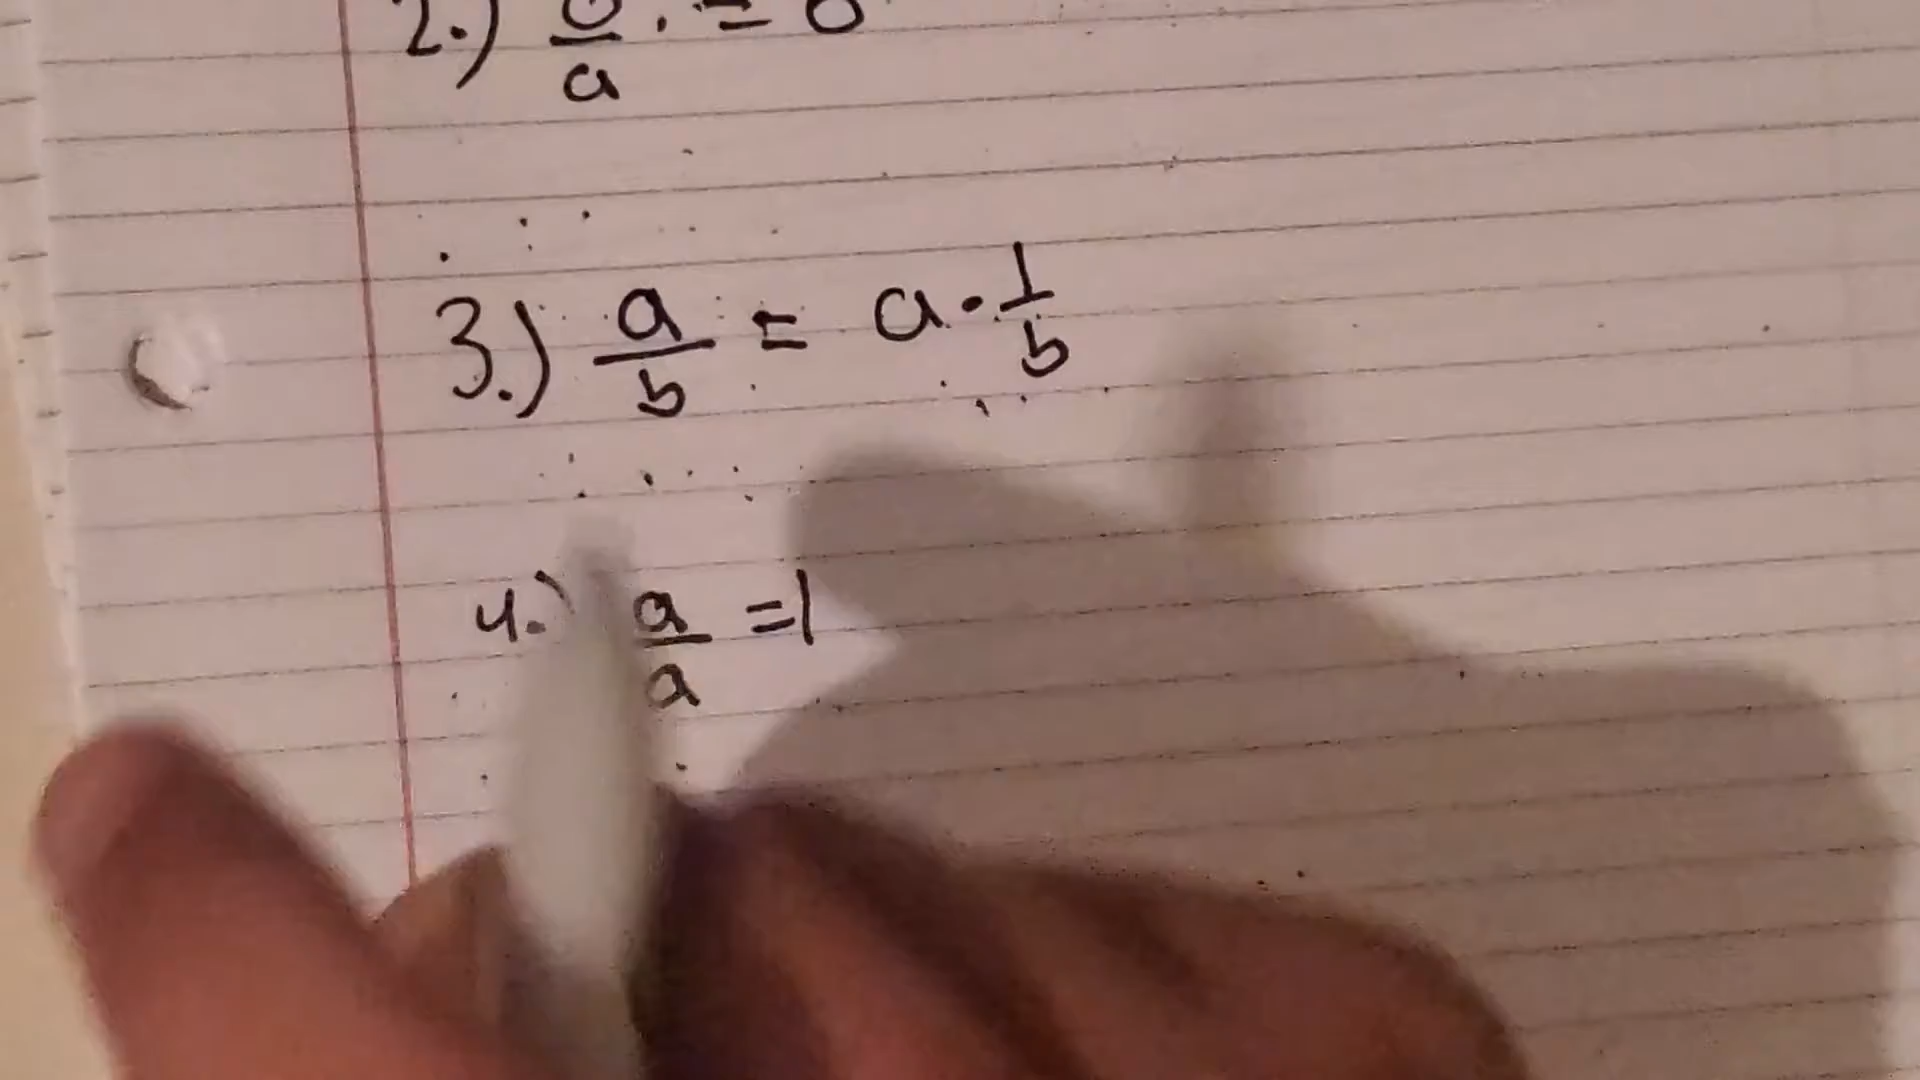 2.) 0/a = 0
3.) a/b = a · 1/b
4.) a/a = 1